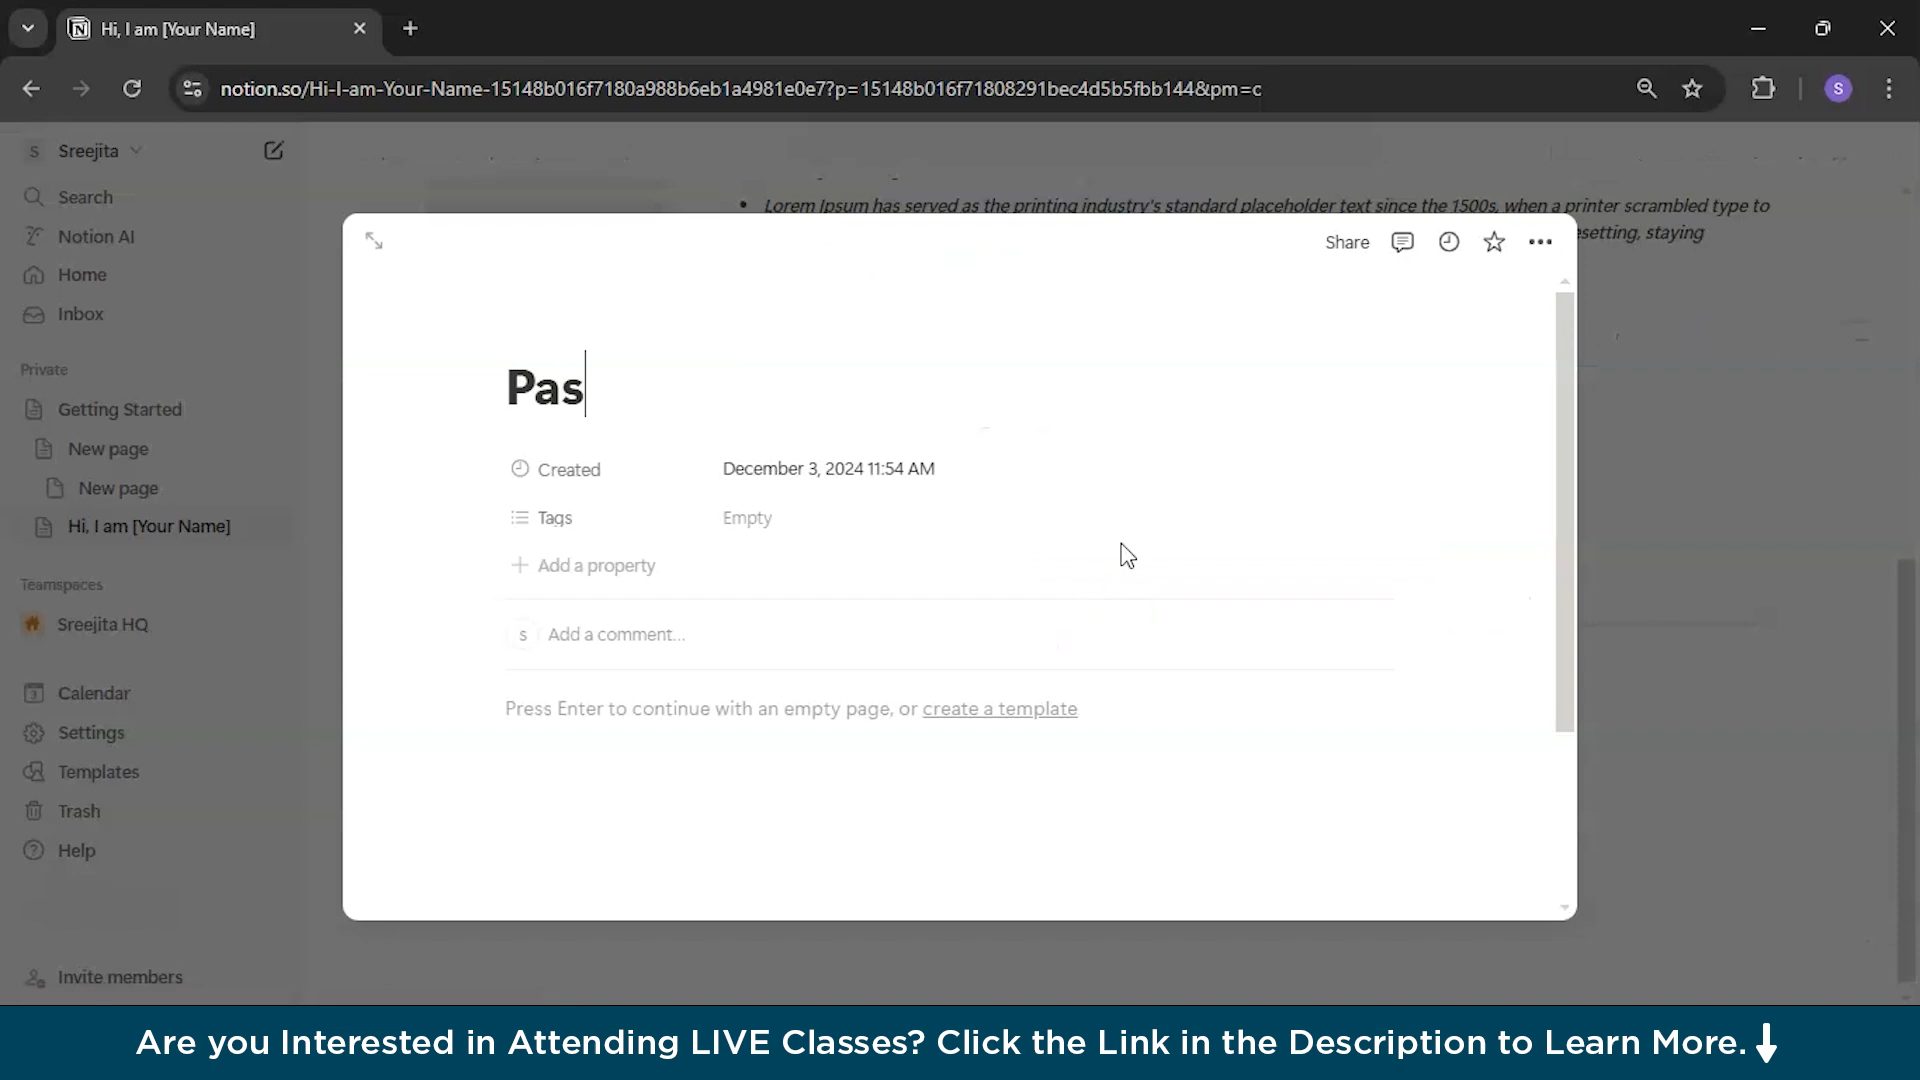 Hi, I am [Your Name]
notion.so/Hi-I-am-Your-Name-15148b016f7180a988b6eb1a4981e0e7?p=15148b016f71808291bec4d5b5fbb144&pm=c
S
S Sreejita
Search
Notion AI
Home
Inbox
Private
Getting Started
New page
New page
Hi, I am [Your Name]
Teamspaces
Sreejita HQ
Calendar
Settings
Templates
Trash
Help
Invite members
Lorem Ipsum has served as the printing industry's standard placeholder text since the 1500s, when a printer scrambled type to
esetting, staying
Share
Pas
Created December 3, 2024 11:54 AM
Tags Empty
Add a property
S Add a comment...
Press Enter to continue with an empty page, or create a template
Are you Interested in Attending LIVE Classes? Click the Link in the Description to Learn More.